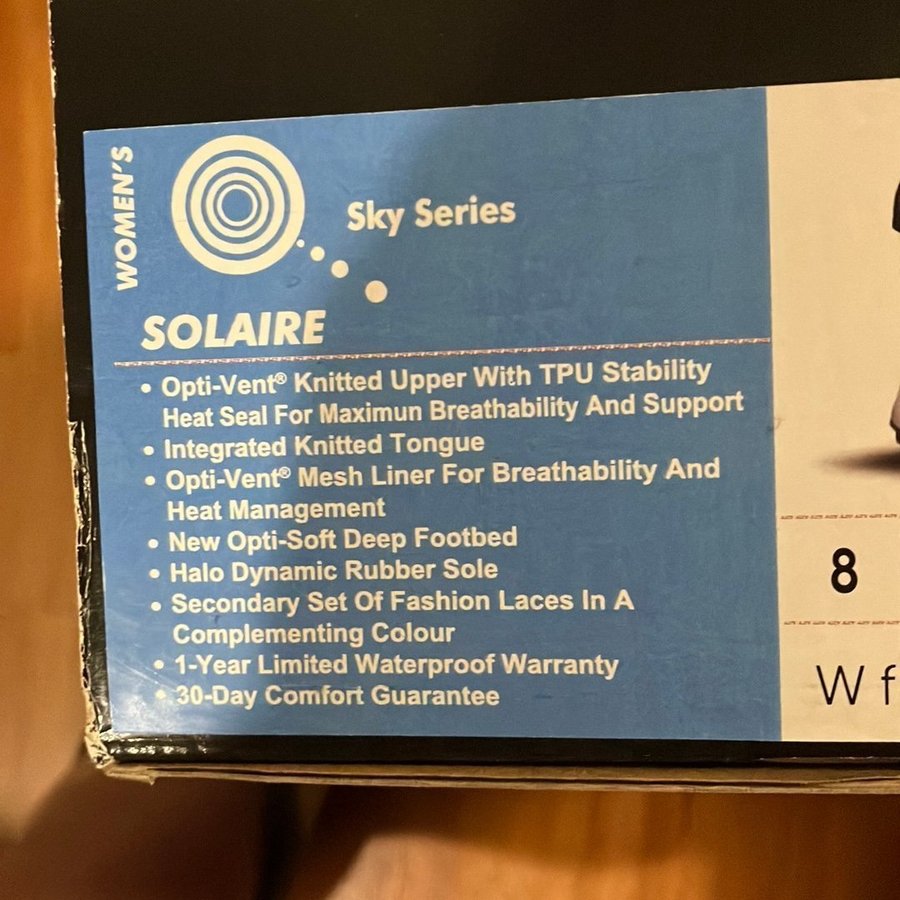 WOMEN'S
Sky Series
SOLAIRE
• Opti-Vent® Knitted Upper With TPU Stability
Heat Seal For Maximun Breathability And Support
• Integrated Knitted Tongue
• Opti-Vent® Mesh Liner For Breathability And
Heat Management
• New Opti-Soft Deep Footbed
• Halo Dynamic Rubber Sole
• Secondary Set Of Fashion Laces In A
Complementing Colour
• 1-Year Limited Waterproof Warranty
• 30-Day Comfort Guarantee
8
W f